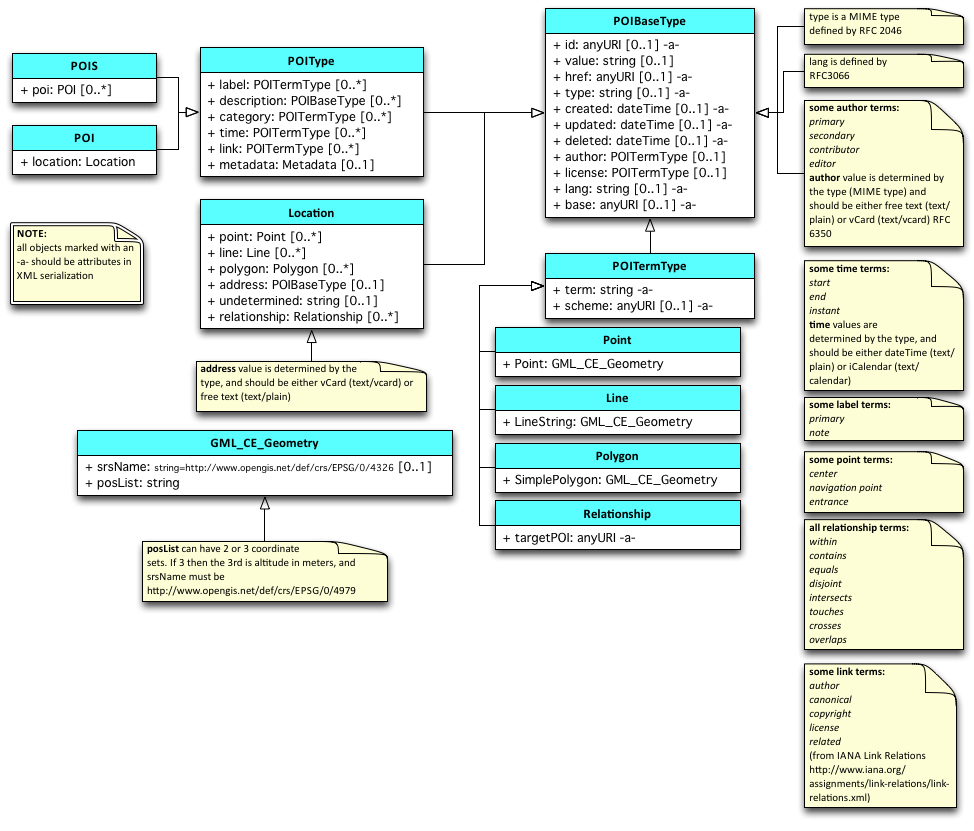 POIS
+ poi: POI [0..*]
POI
+ location: Location
POIType
+ label: POITermType [0..*]
+ description: POIBaseType [0..*]
+ category: POITermType [0..*]
+ time: POITermType [0..*]
+ link: POITermType [0..*]
+ metadata: Metadata [0..1]
POIBaseType
+ id: anyURI [0..1] -a-
+ value: string [0..1]
+ href: anyURI [0..1] -a-
+ type: string [0..1] -a-
+ created: dateTime [0..1] -a-
+ updated: dateTime [0..1] -a-
+ deleted: dateTime [0..1] -a-
+ author: POITermType [0..1]
+ license: POITermType [0..1]
+ lang: string [0..1] -a-
+ base: anyURI [0..1] -a-
NOTE:
all objects marked with an
-a- should be attributes in
XML serialization
Location
+ point: Point [0..*]
+ line: Line [0..*]
+ polygon: Polygon [0..*]
+ address: POIBaseType [0..1]
+ undetermined: string [0..1]
+ relationship: Relationship [0..*]
address value is determined by the
type, and should be either vCard (text/vcard) or
free text (text/plain)
GML_CE_Geometry
+ srsName: string=http://www.opengis.net/def/crs/EPSG/0/4326 [0..1]
+ posList: string
posList can have 2 or 3 coordinate
sets. If 3 then the 3rd is altitude in meters, and
srsName must be
http://www.opengis.net/def/crs/EPSG/0/4979
POITermType
+ term: string -a-
+ scheme: anyURI [0..1] -a-
Point
+ Point: GML_CE_Geometry
Line
+ LineString: GML_CE_Geometry
Polygon
+ SimplePolygon: GML_CE_Geometry
Relationship
+ targetPOI: anyURI -a-
type is a MIME type
defined by RFC 2046
lang is defined by
RFC3066
some author terms:
primary
secondary
contributor
editor
author value is determined by
the type (MIME type) and
should be either free text (text/
plain) or vCard (text/vcard) RFC
6350
some time terms:
start
end
instant
time values are
determined by the type, and
should be either dateTime (text/
plain) or iCalendar (text/
calendar)
some label terms:
primary
note
some point terms:
center
navigation point
entrance
all relationship terms:
within
contains
equals
disjoint
intersects
touches
crosses
overlaps
some link terms:
author
canonical
copyright
license
related
(from IANA Link Relations
http://www.iana.org/
assignments/link-relations/link-
relations.xml)